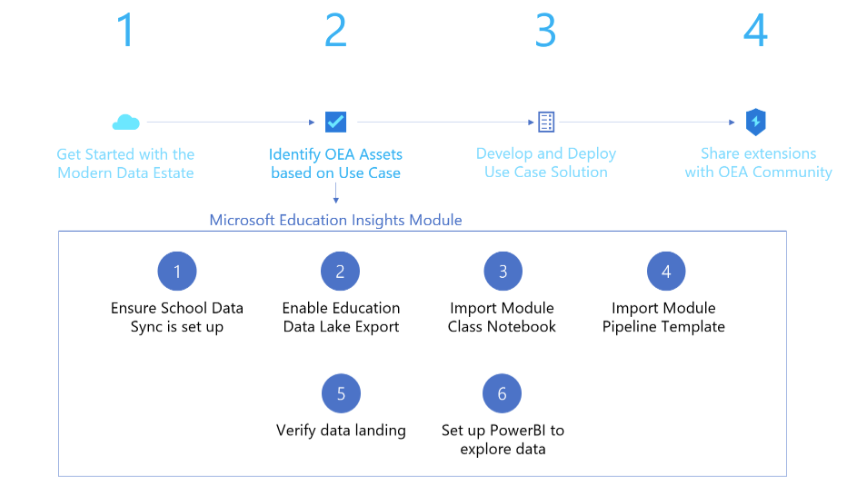 1
2
3
4
Get Started with the
Modern Data Estate
Identify OEA Assets
based on Use Case
Develop and Deploy
Use Case Solution
Share extensions
with OEA Community
Microsoft Education Insights Module
1
Ensure School Data
Sync is set up
2
Enable Education
Data Lake Export
3
Import Module
Class Notebook
4
Import Module
Pipeline Template
5
Verify data landing
6
Set up PowerBI to
explore data